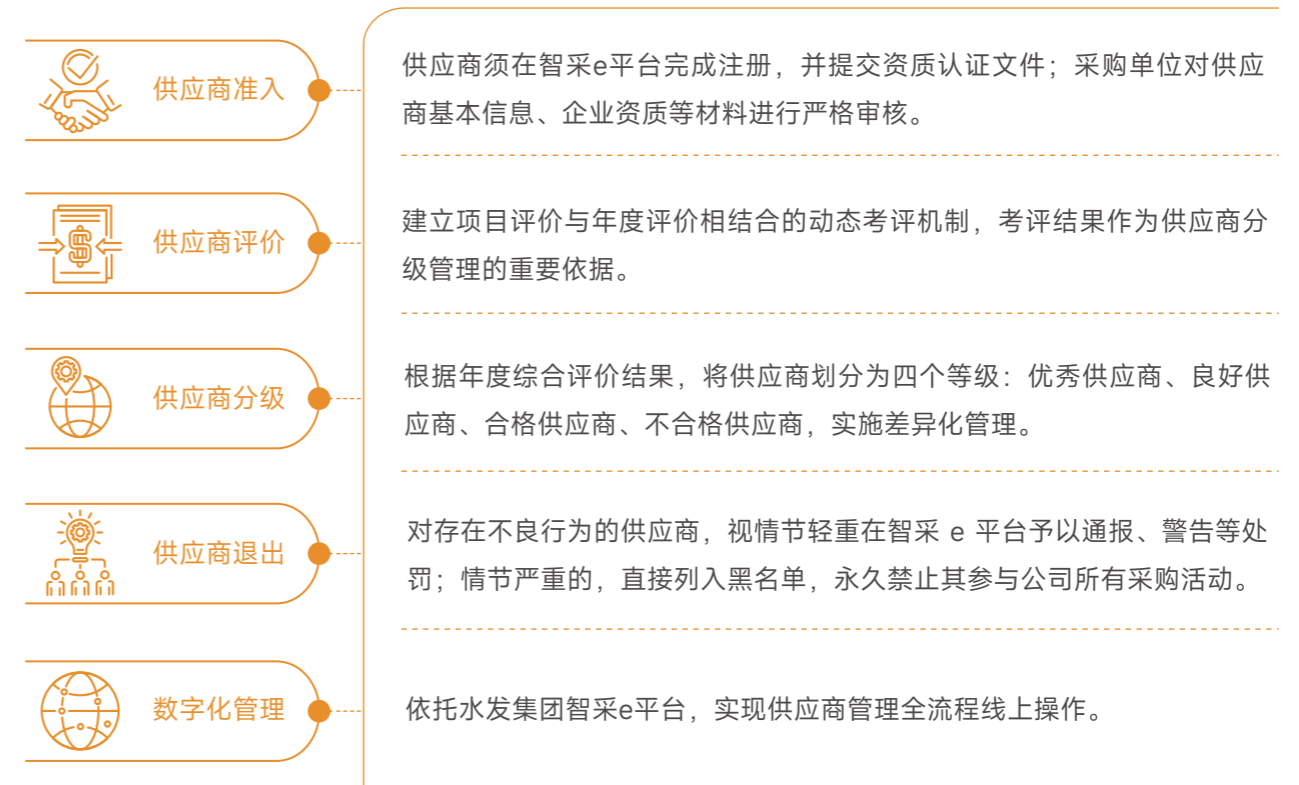 供应商准入
供应商须在智采e平台完成注册，并提交资质认证文件；采购单位对供应
商基本信息、企业资质等材料进行严格审核。
供应商评价
建立项目评价与年度评价相结合的动态考评机制，考评结果作为供应商分
级管理的重要依据。
供应商分级
根据年度综合评价结果，将供应商划分为四个等级：优秀供应商、良好供
应商、合格供应商、不合格供应商，实施差异化管理。
供应商退出
对存在不良行为的供应商，视情节轻重在智采 e 平台予以通报、警告等处
罚；情节严重的，直接列入黑名单，永久禁止其参与公司所有采购活动。
数字化管理
依托水发集团智采e平台，实现供应商管理全流程线上操作。